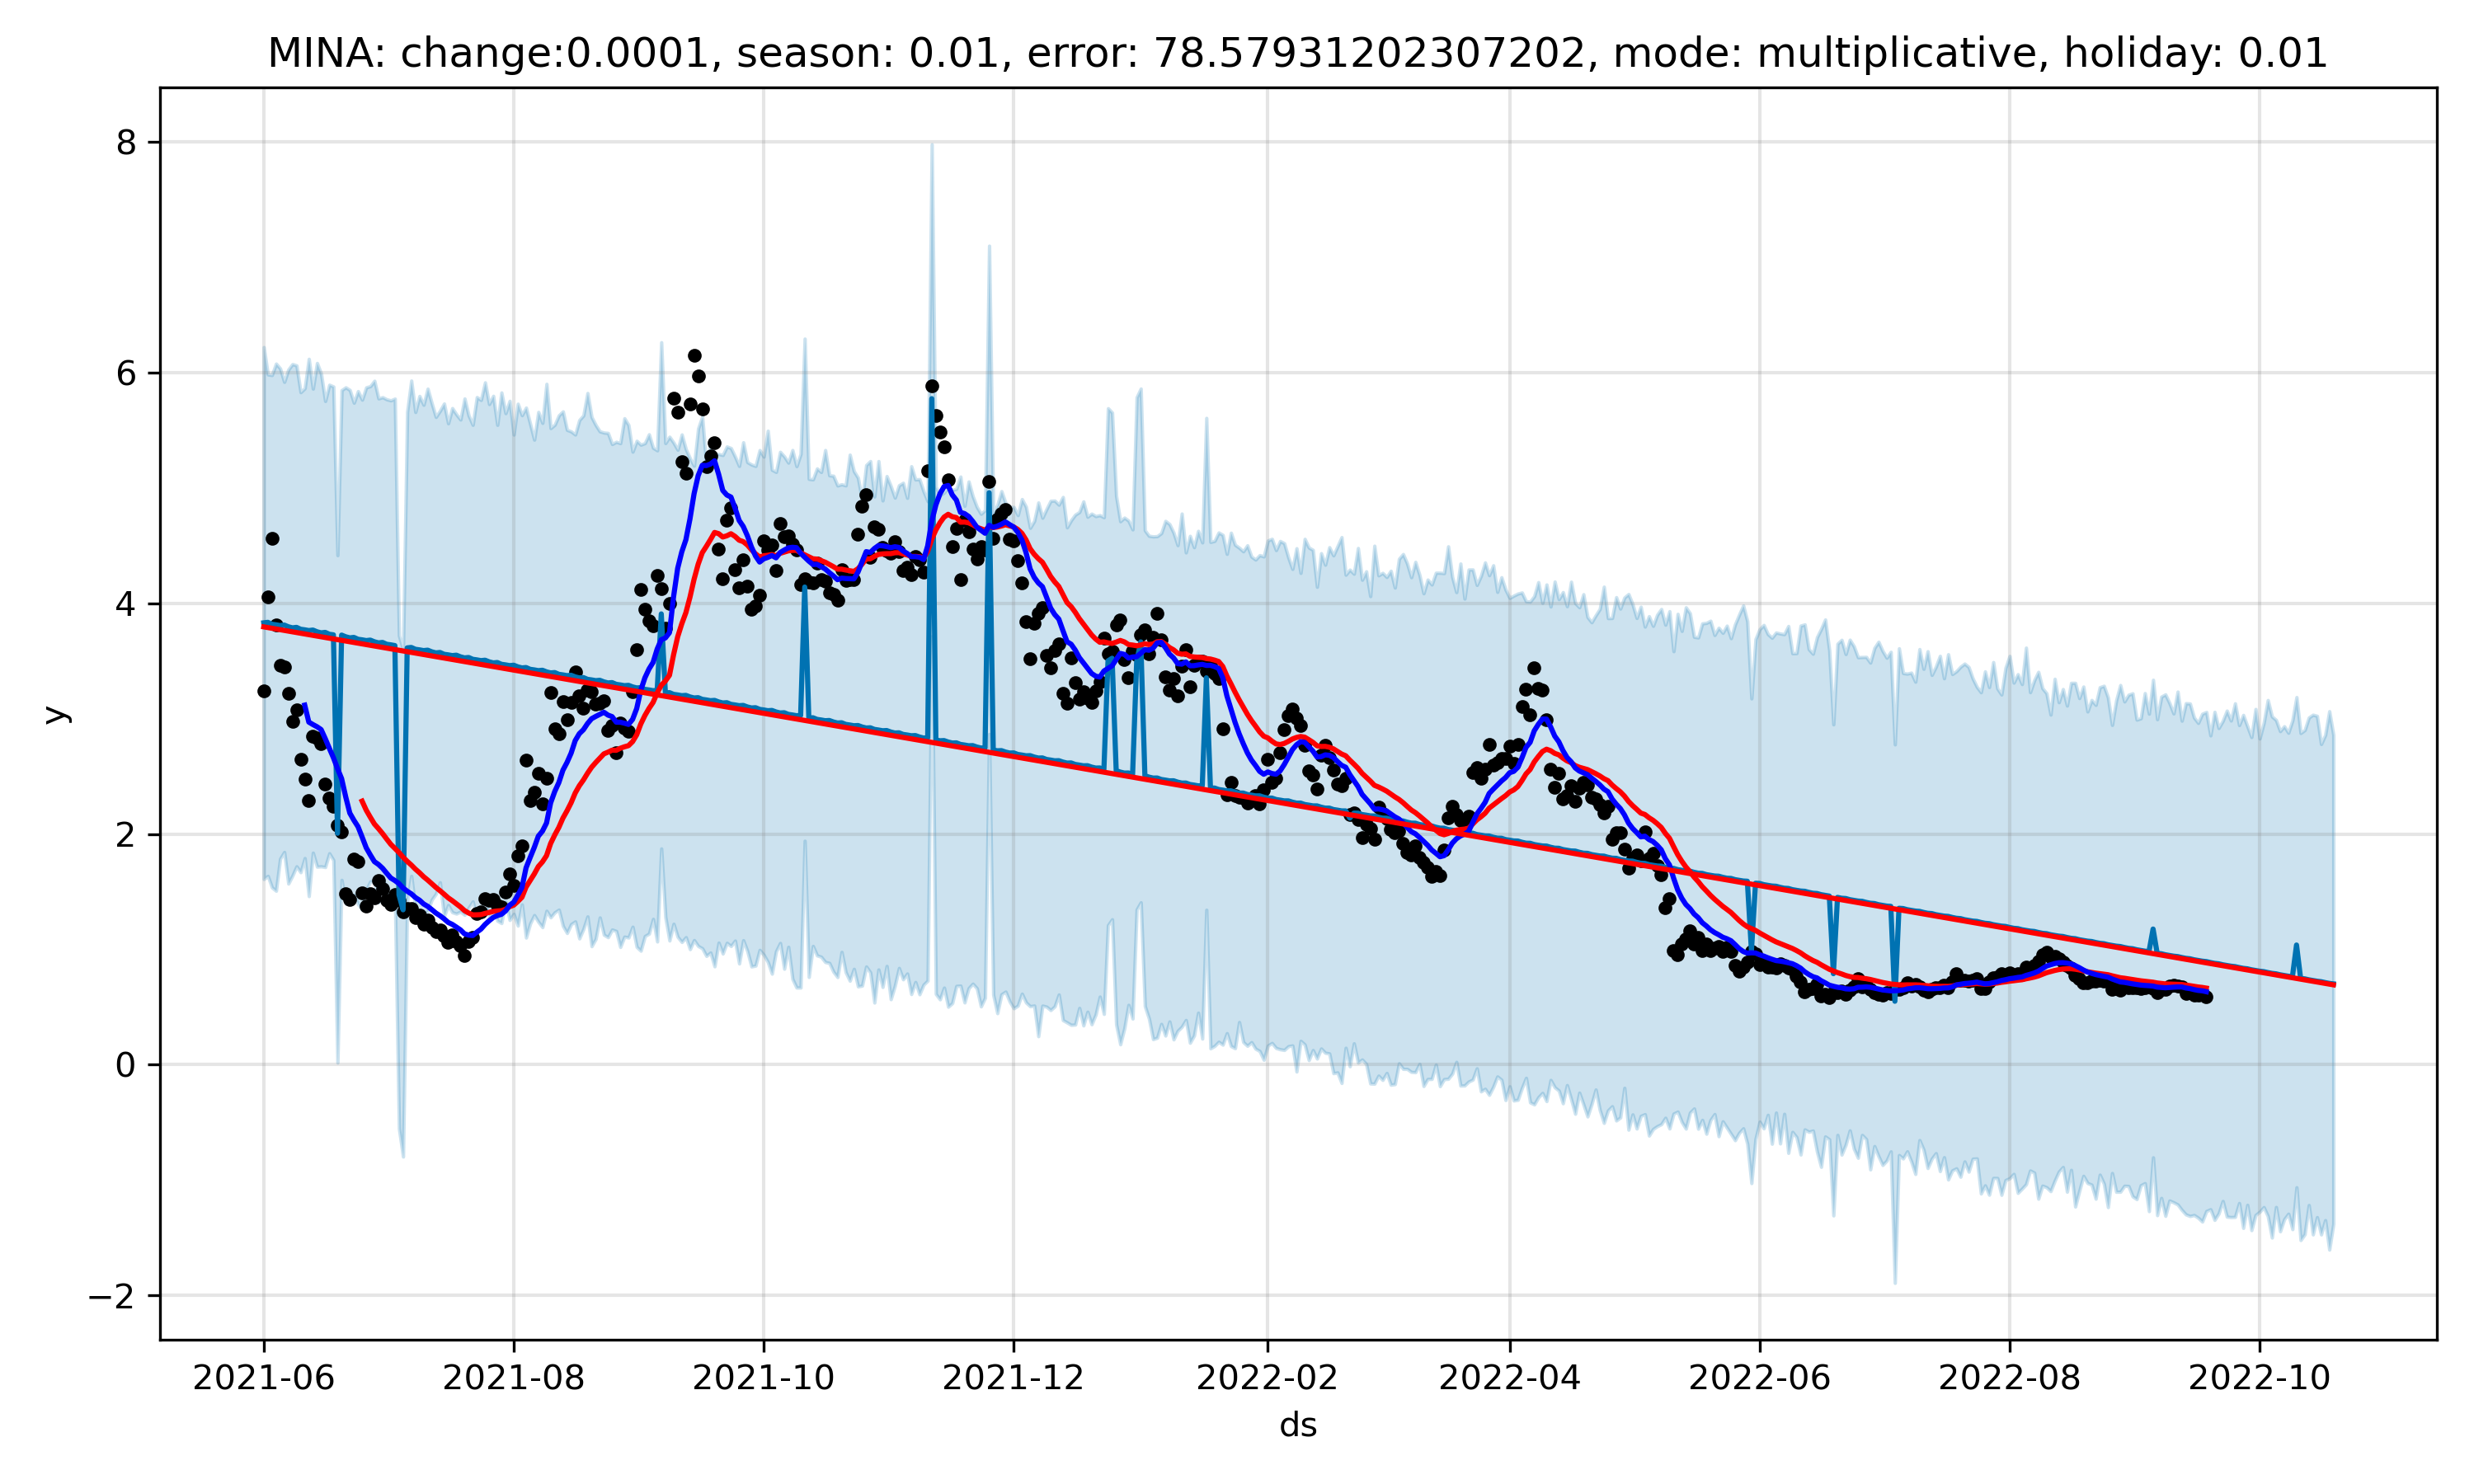 MINA: change:0.0001, season: 0.01, error: 78.57931202307202, mode: multiplicative, holiday: 0.01
8
6
4
2
0
−2
y
2021-06 2021-08 2021-10 2021-12 2022-02 2022-04 2022-06 2022-08 2022-10
ds